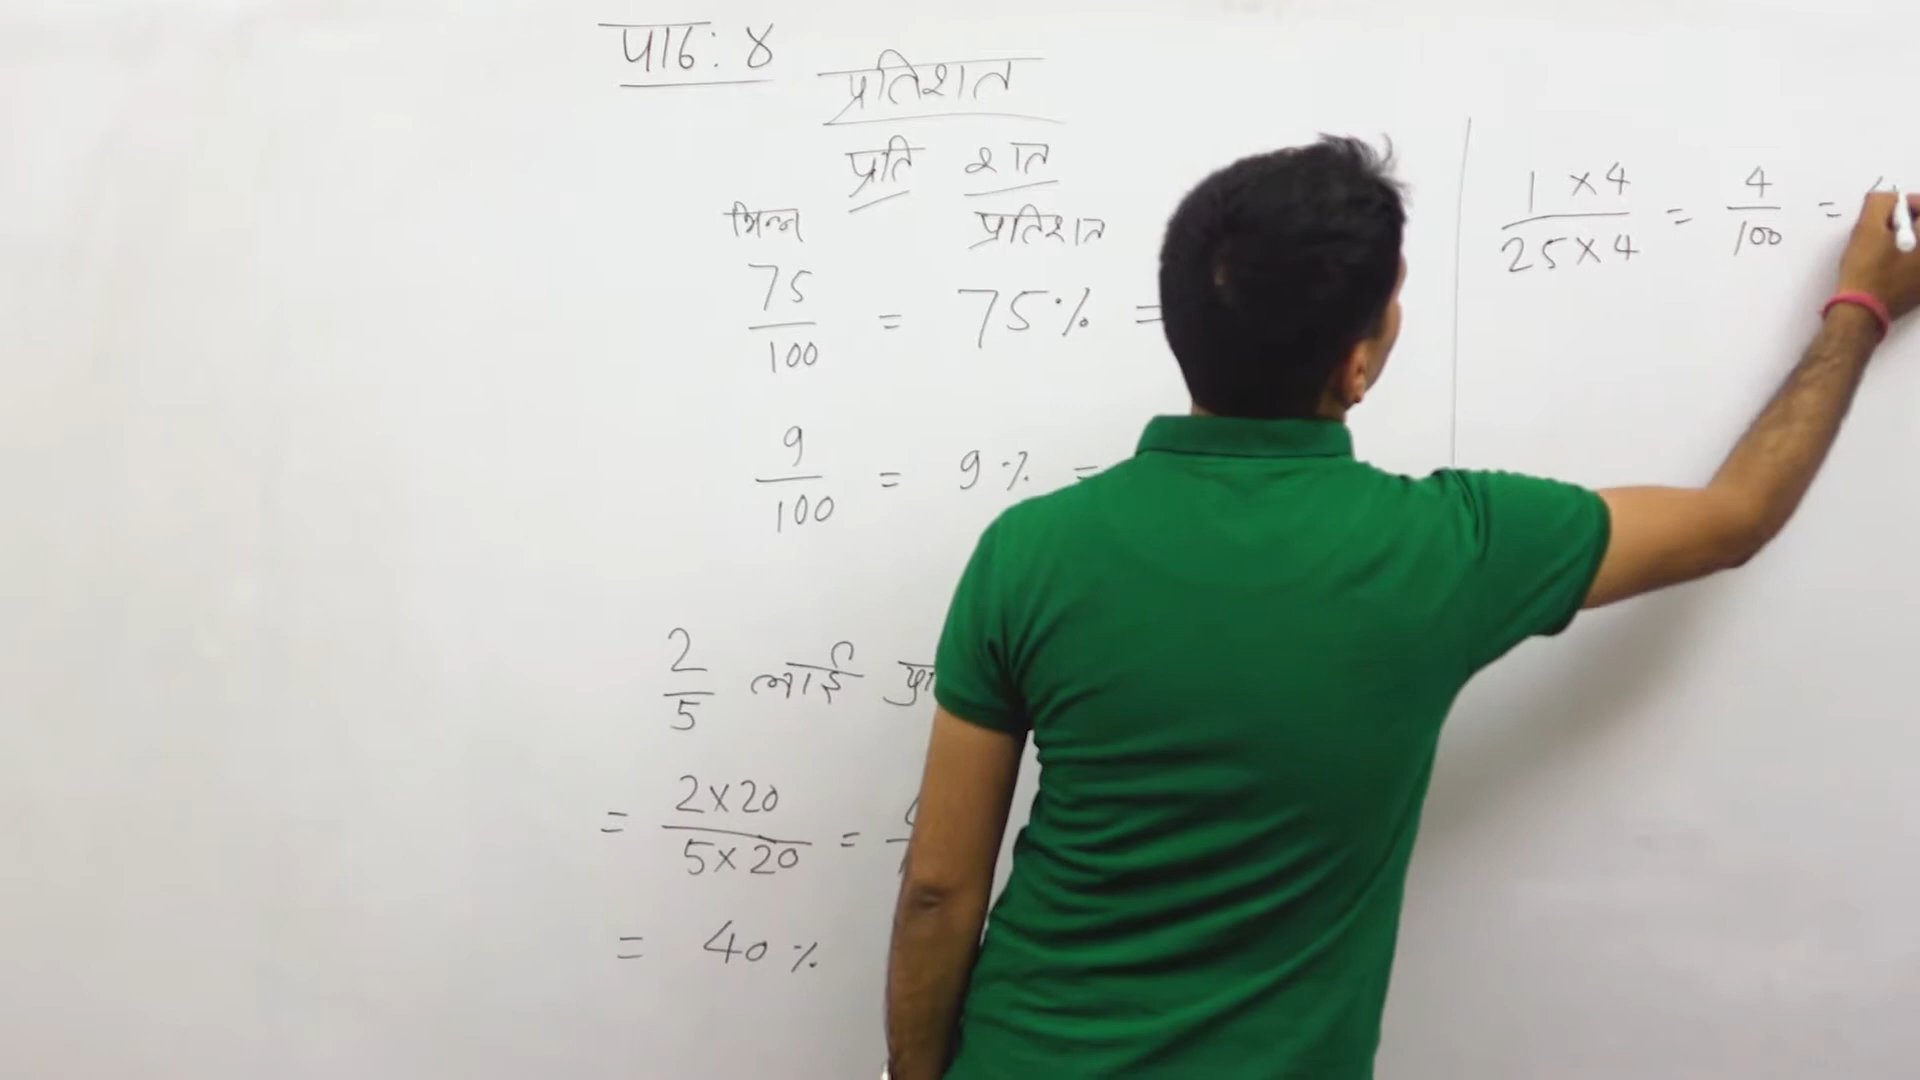 पाठ: ४
प्रतिशत
प्रति शत
भिन्न प्रतिशत
75/100 = 75% =
9/100 = 9% =
2/5 लाई
= 2×20/5×20 =
= 40%
1×4/25×4 = 4/100 =